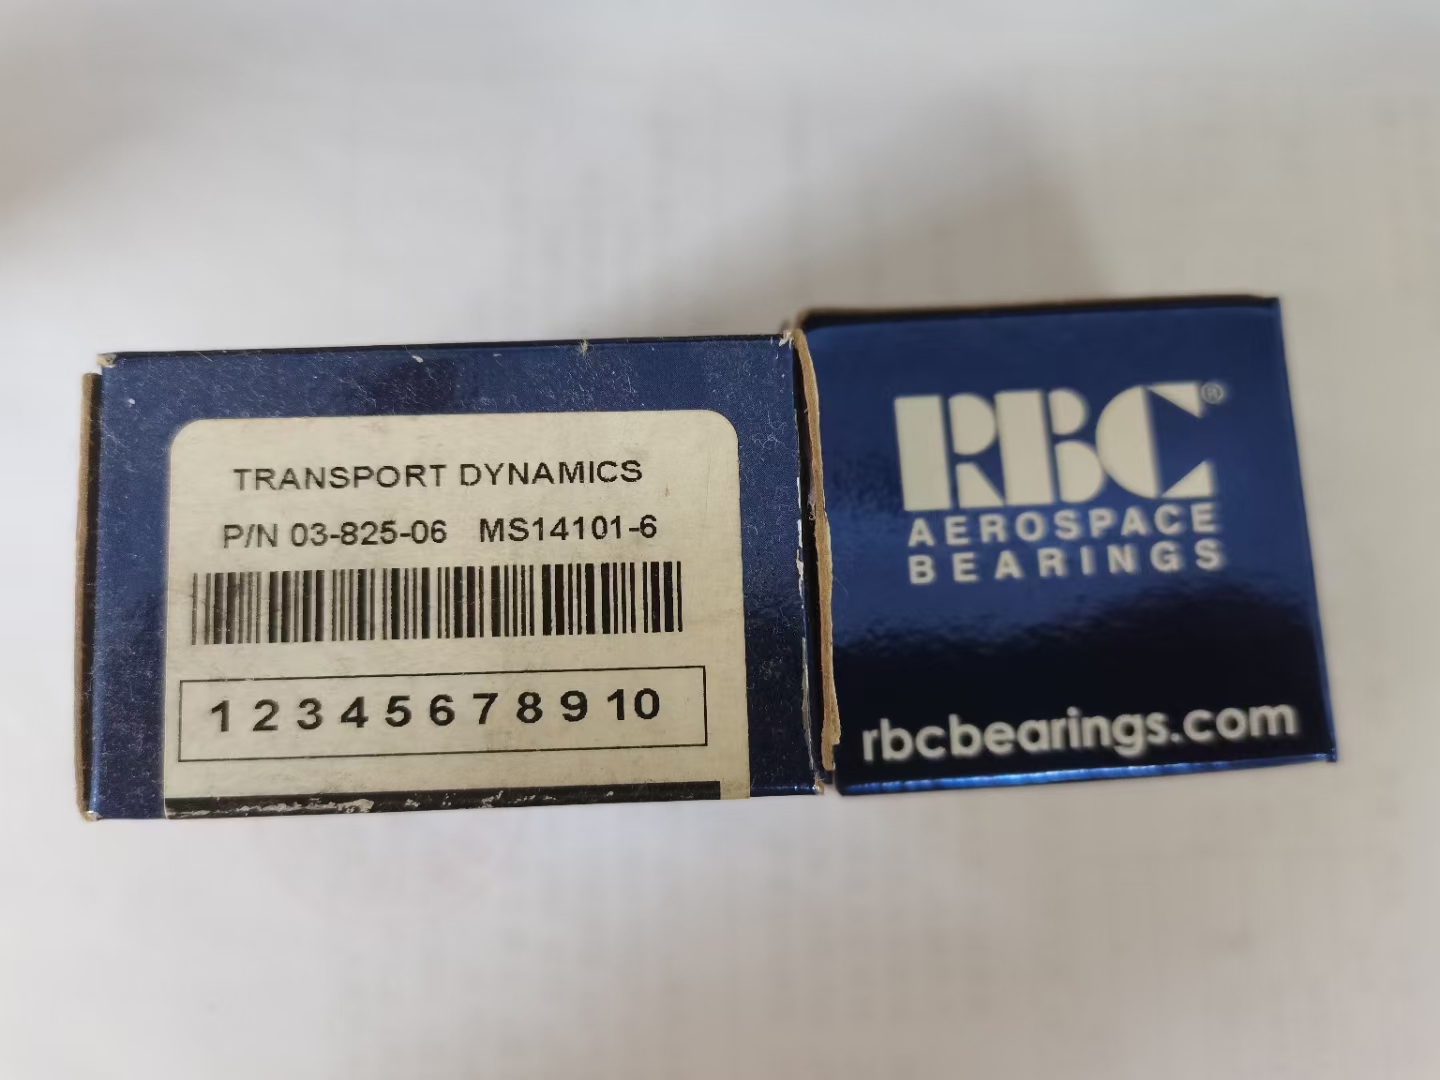 TRANSPORT DYNAMICS
P/N 03-825-06 MS14101-6
1 2 3 4 5 6 7 8 9 10
RBC®
AEROSPACE
BEARINGS
rbcbearings.com